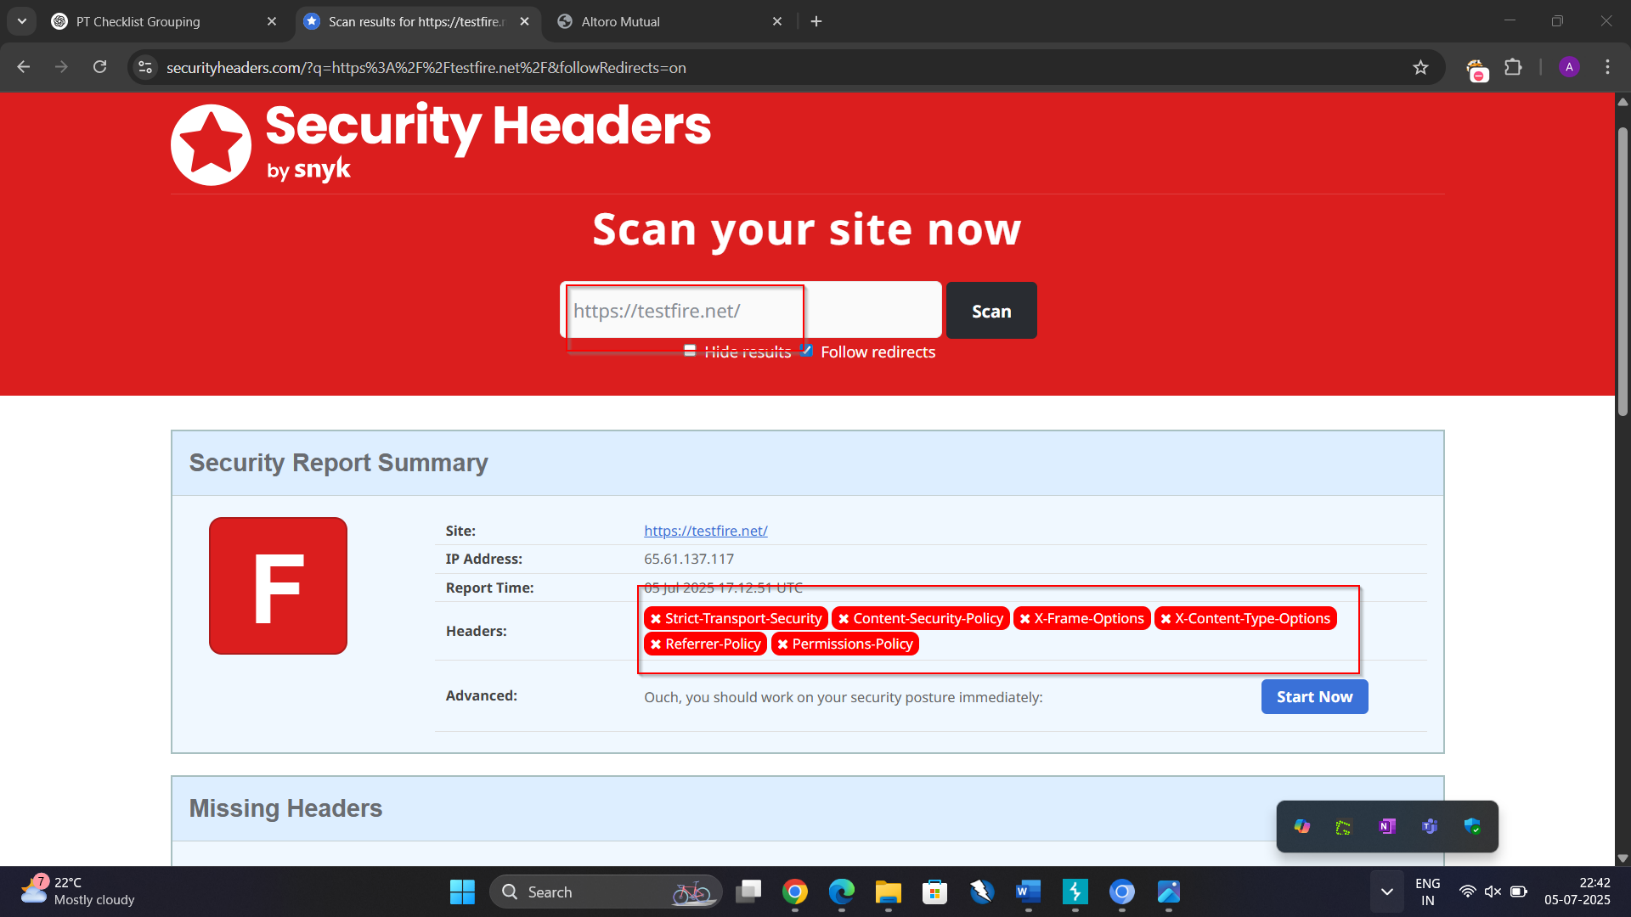 PT Checklist Grouping
Scan results for https://testfire.r
Altoro Mutual
securityheaders.com/?q=https%3A%2F%2Ftestfire.net%2F&followRedirects=on
A
Security Headers
by snyk
Scan your site now
https://testfire.net/
Scan
Hide results
Follow redirects
Security Report Summary
F
Site:
https://testfire.net/
IP Address:
65.61.137.117
Report Time:
05 Jul 2025 17:12:51 UTC
Headers:
Strict-Transport-Security
Content-Security-Policy
X-Frame-Options
X-Content-Type-Options
Referrer-Policy
Permissions-Policy
Advanced:
Ouch, you should work on your security posture immediately:
Start Now
Missing Headers
7
22°C
Mostly cloudy
Search
ENG
IN
22:42
05-07-2025